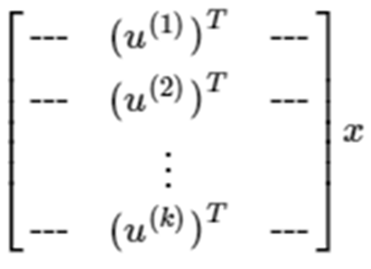 --- (u^{(1)})^T ---
--- (u^{(2)})^T ---
⋮ x
--- (u^{(k)})^T ---